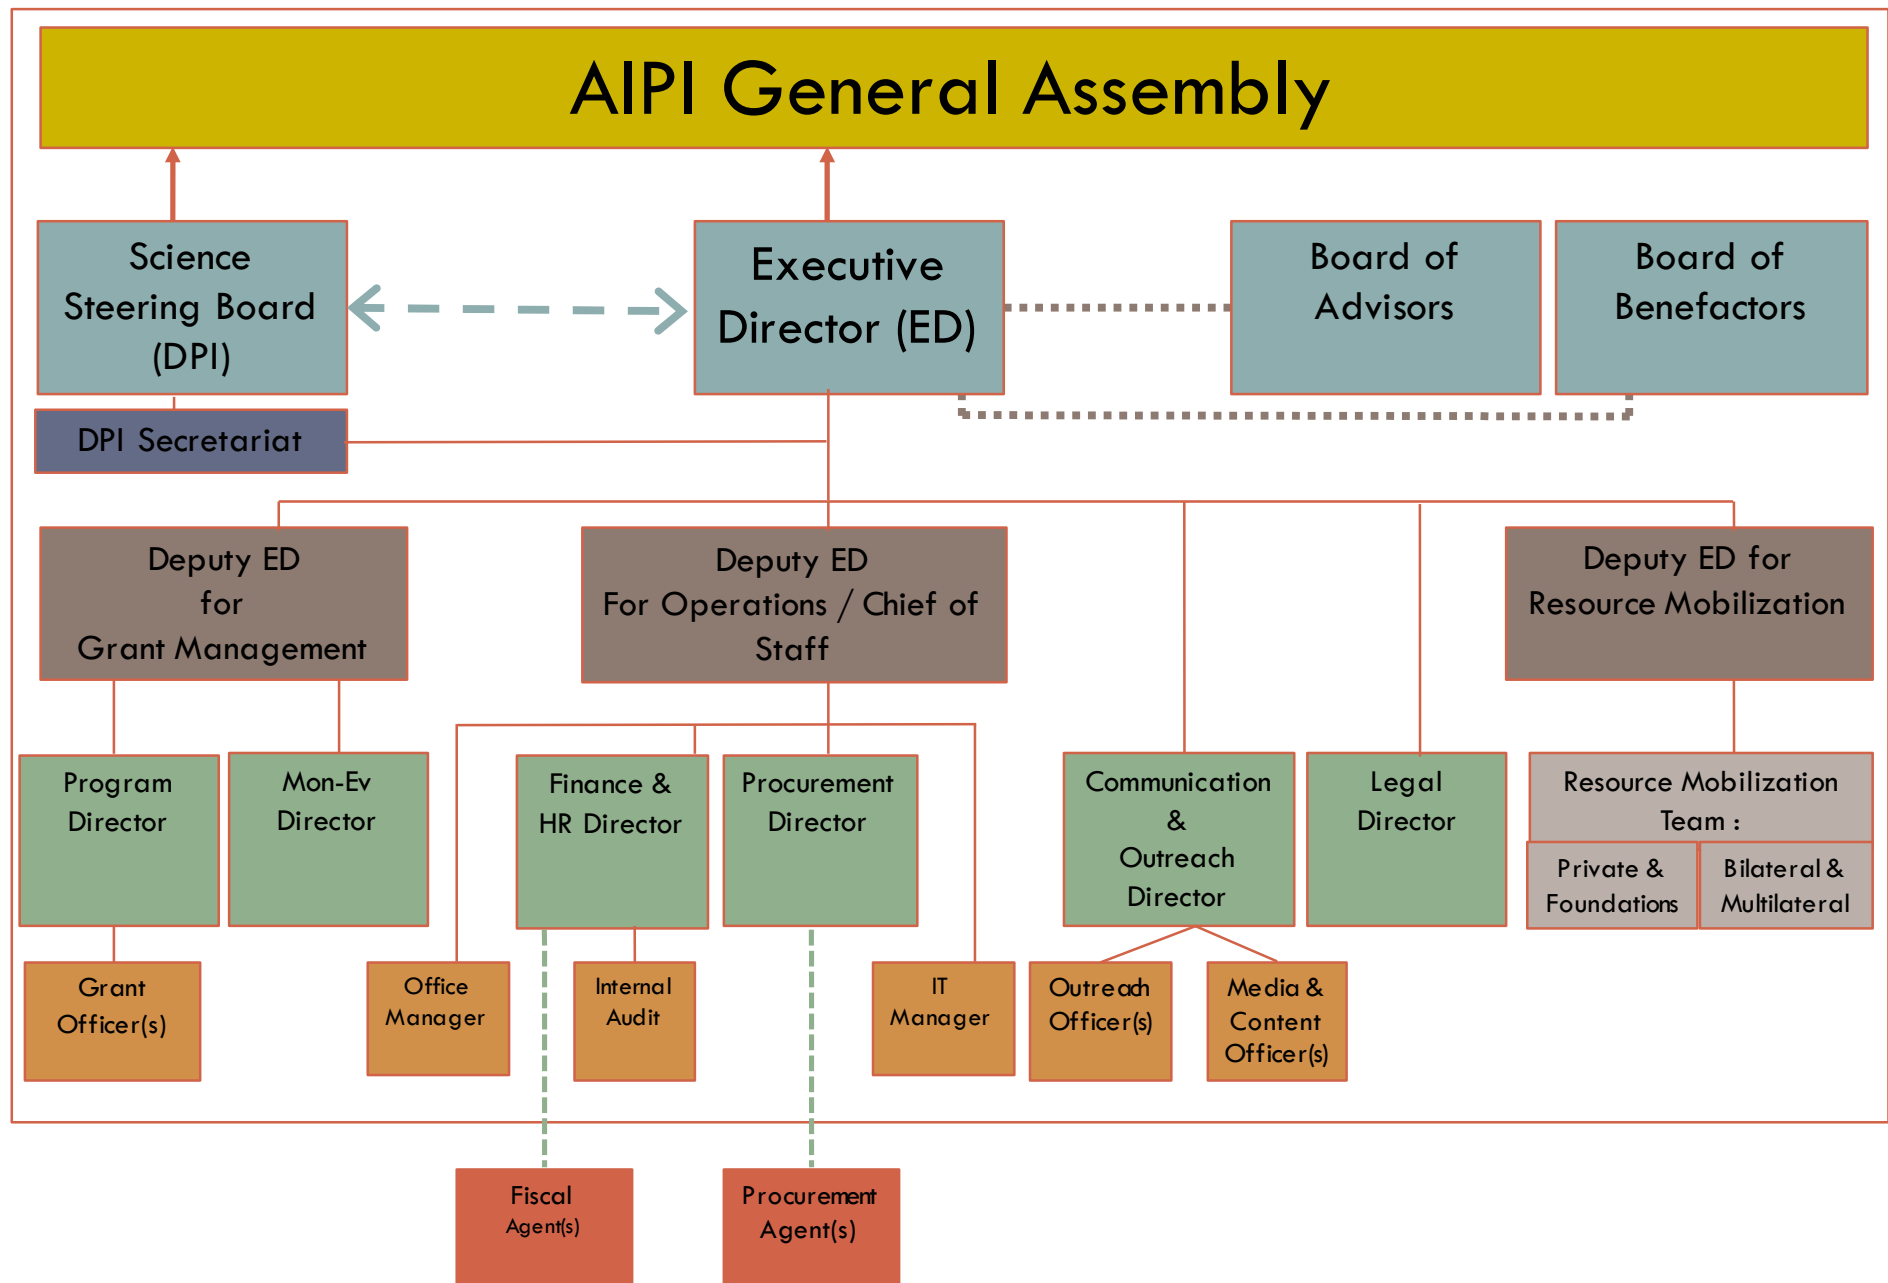 AIPI General Assembly
Science
Steering Board
(DPI)
Executive
Director (ED)
Board of
Advisors
Board of
Benefactors
DPI Secretariat
Deputy ED
for
Grant Management
Deputy ED
For Operations / Chief of
Staff
Deputy ED for
Resource Mobilization
Program
Director
Mon-Ev
Director
Finance &
HR Director
Procurement
Director
Communication
&
Outreach
Director
Legal
Director
Resource Mobilization
Team :
Private &
Foundations
Bilateral &
Multilateral
Grant
Officer(s)
Office
Manager
Internal
Audit
IT
Manager
Outreach
Officer(s)
Media &
Content
Officer(s)
Fiscal
Agent(s)
Procurement
Agent(s)